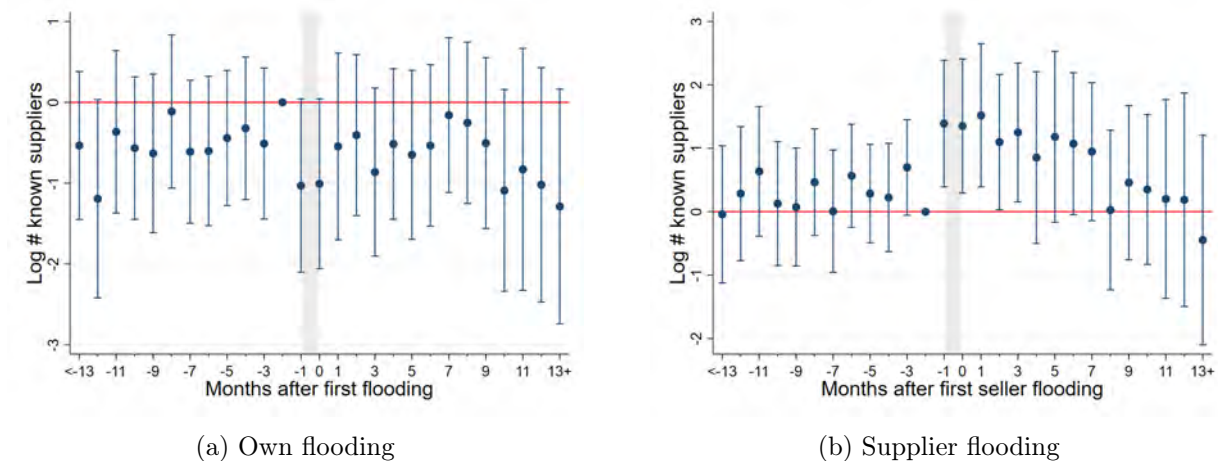 Log # known suppliers
1
0
-1
-2
-3
<-13 -11 -9 -7 -5 -3 -1 0 1 3 5 7 9 11 13+
Months after first flooding
(a) Own flooding
Log # known suppliers
3
2
1
0
-1
-2
<-13 -11 -9 -7 -5 -3 -1 0 1 3 5 7 9 11 13+
Months after first seller flooding
(b) Supplier flooding